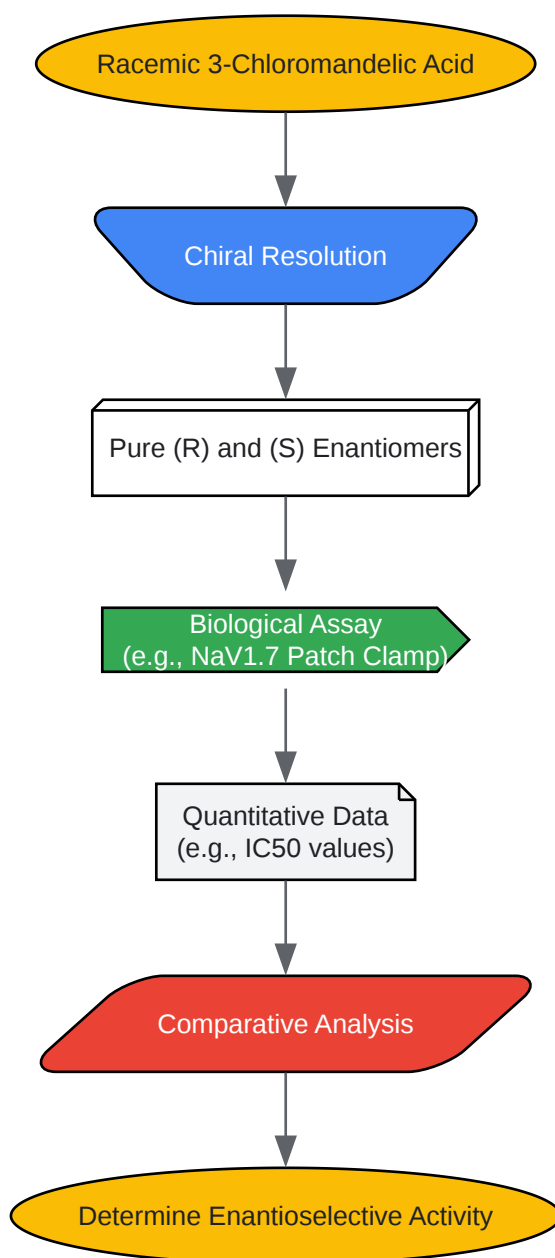 Racemic 3-Chloromandelic Acid
Chiral Resolution
Pure (R) and (S) Enantiomers
Biological Assay
(e.g., NaV1.7 Patch Clamp)
Quantitative Data
(e.g., IC50 values)
Comparative Analysis
Determine Enantioselective Activity